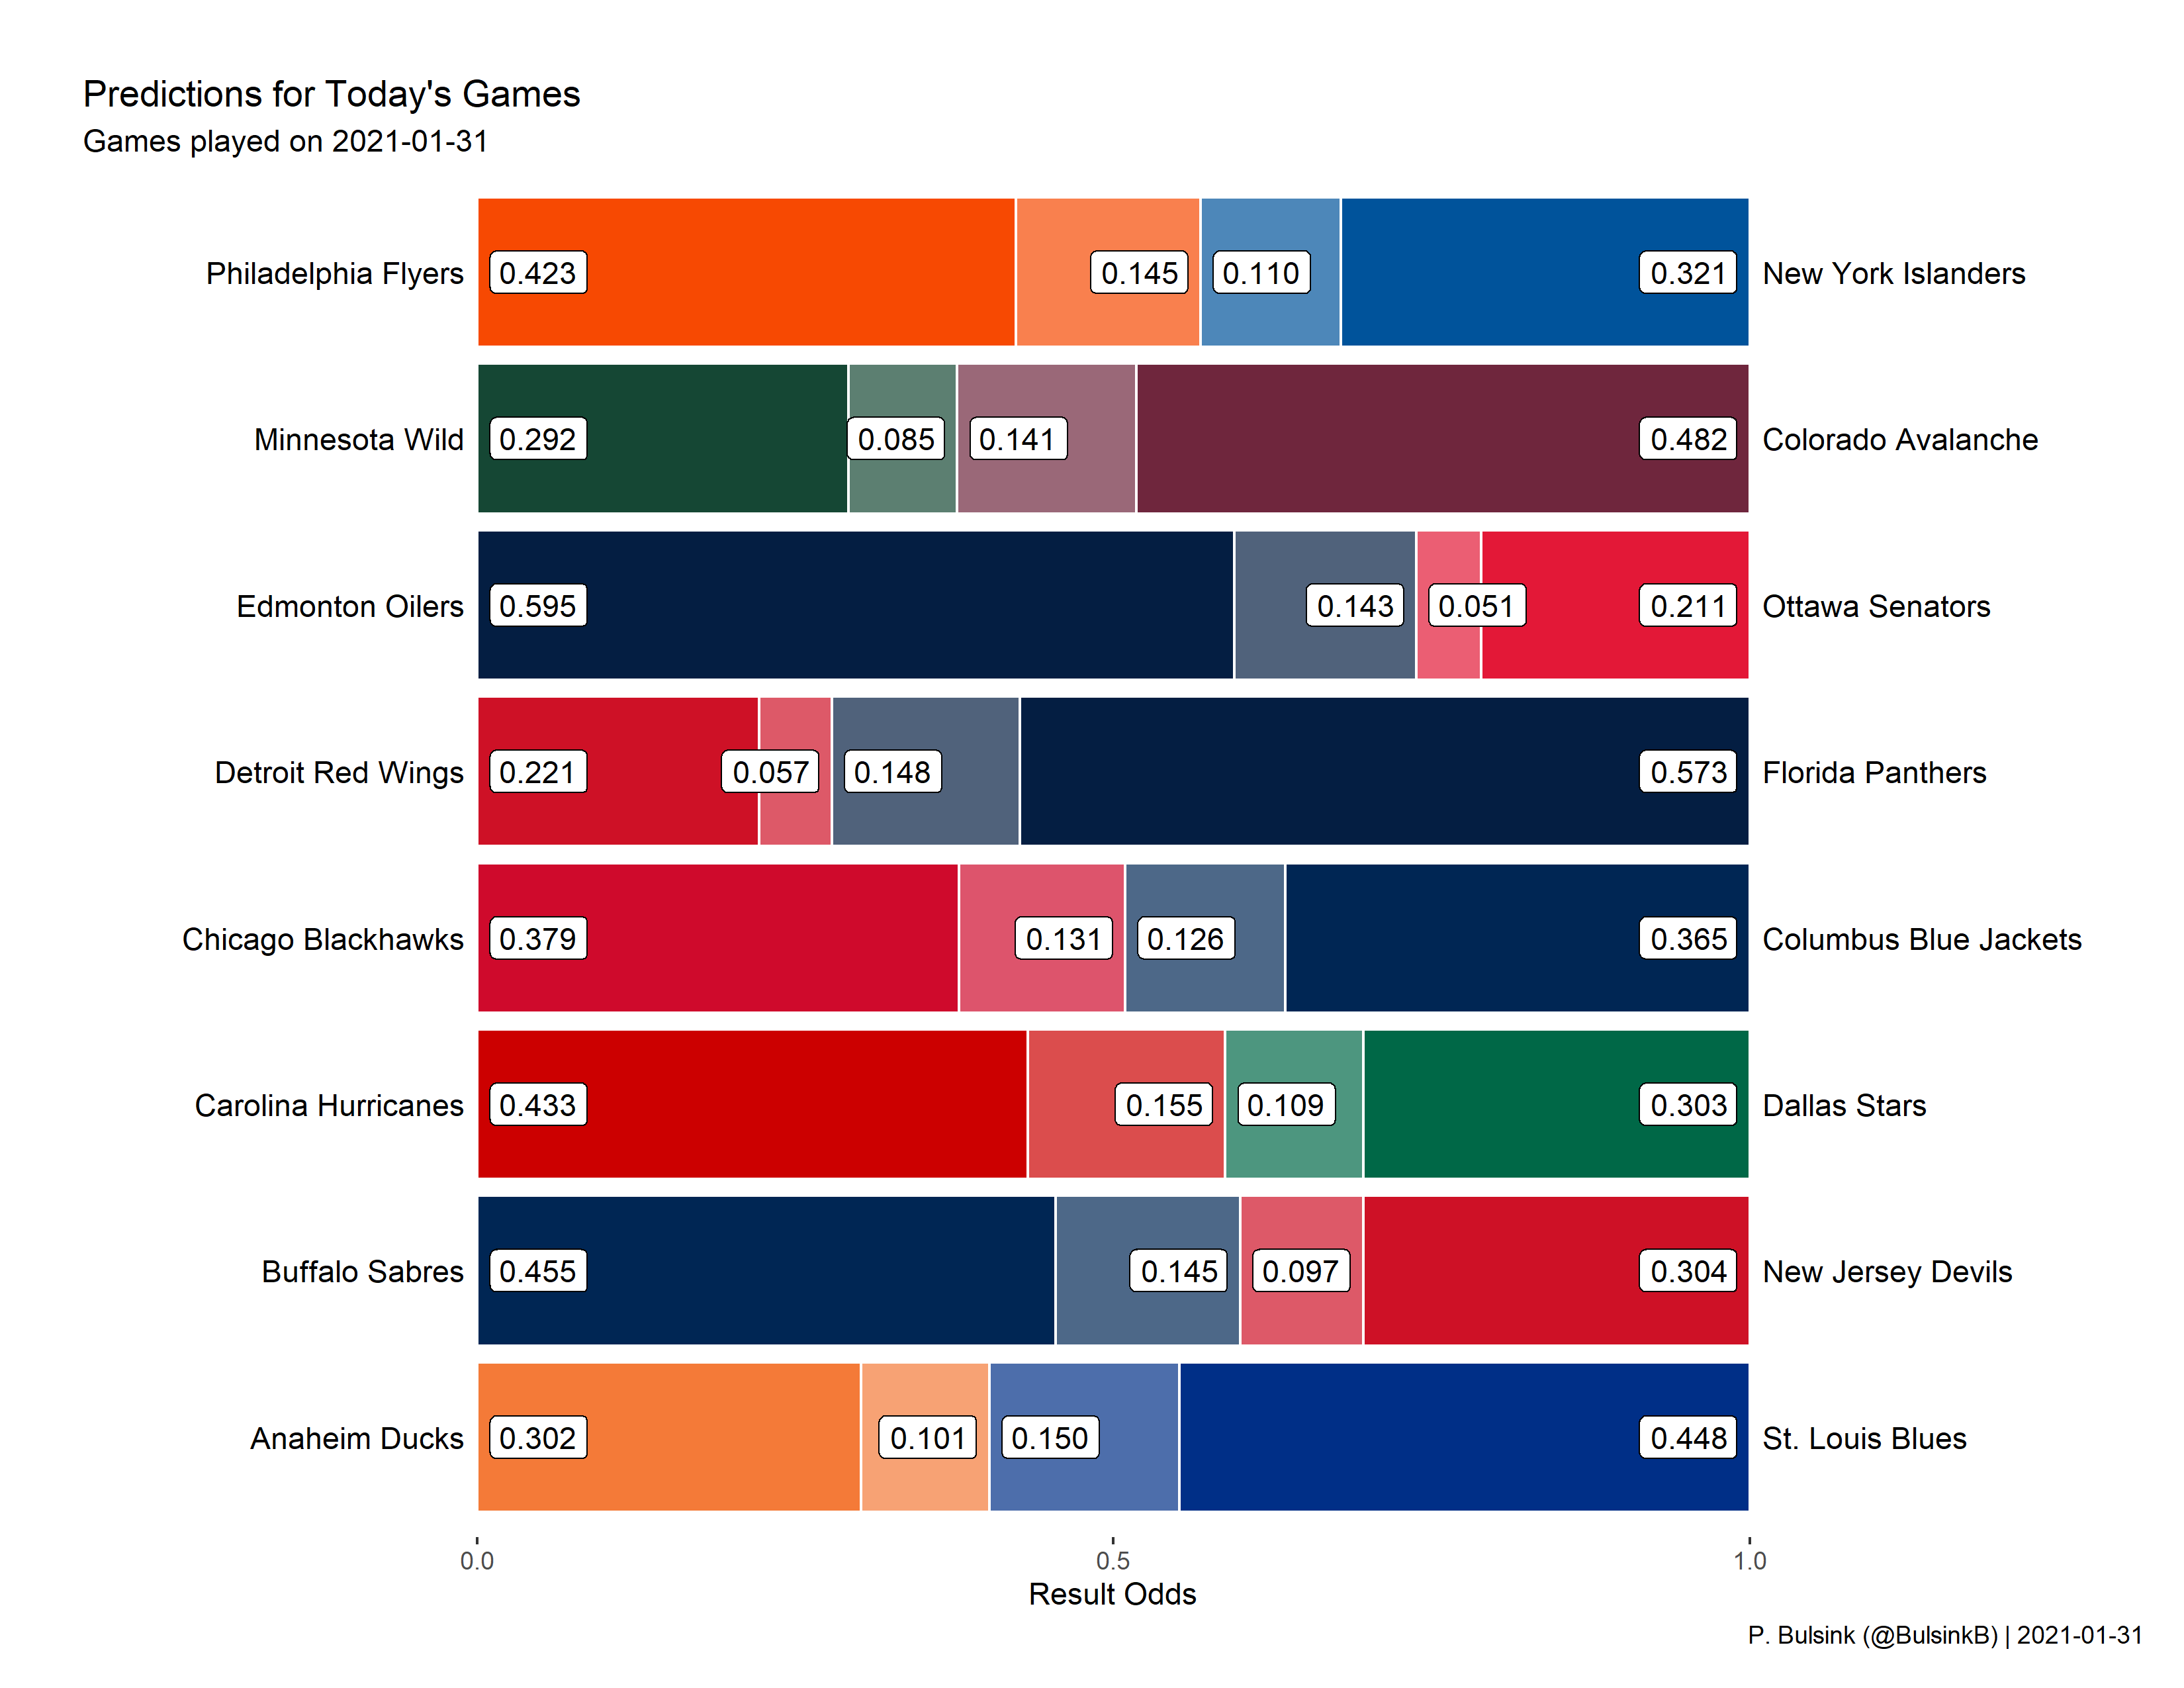 Predictions for Today's Games
Games played on 2021-01-31
Philadelphia Flyers 0.423 0.145 0.110 0.321 New York Islanders
Minnesota Wild 0.292 0.085 0.141 0.482 Colorado Avalanche
Edmonton Oilers 0.595 0.143 0.051 0.211 Ottawa Senators
Detroit Red Wings 0.221 0.057 0.148 0.573 Florida Panthers
Chicago Blackhawks 0.379 0.131 0.126 0.365 Columbus Blue Jackets
Carolina Hurricanes 0.433 0.155 0.109 0.303 Dallas Stars
Buffalo Sabres 0.455 0.145 0.097 0.304 New Jersey Devils
Anaheim Ducks 0.302 0.101 0.150 0.448 St. Louis Blues
0.0 0.5 1.0
Result Odds
P. Bulsink (@BulsinkB) | 2021-01-31